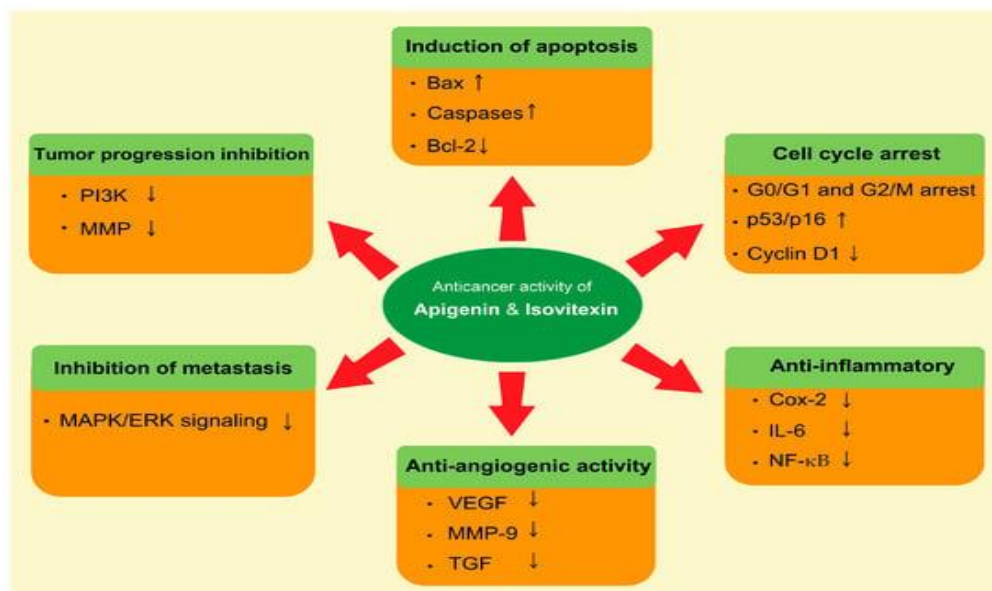 Induction of apoptosis
· Bax ↑
· Caspases ↑
· Bcl-2 ↓
Tumor progression inhibition
· PI3K ↓
· MMP ↓
Cell cycle arrest
· G0/G1 and G2/M arrest
· p53/p16 ↑
· Cyclin D1 ↓
Anticancer activity of
Apigenin & Isovitexin
Inhibition of metastasis
· MAPK/ERK signaling ↓
Anti-inflammatory
· Cox-2 ↓
· IL-6 ↓
· NF-κB ↓
Anti-angiogenic activity
· VEGF ↓
· MMP-9 ↓
· TGF ↓